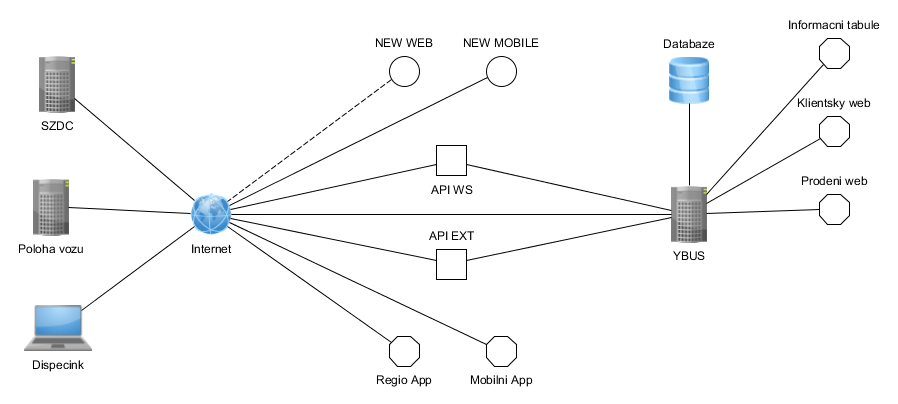 Informacni tabule
NEW WEB
NEW MOBILE
Databaze
Klientsky web
SZDC
API WS
Prodeni web
API EXT
Poloha vozu
Internet
YBUS
Dispecink
Regio App
Mobilni App